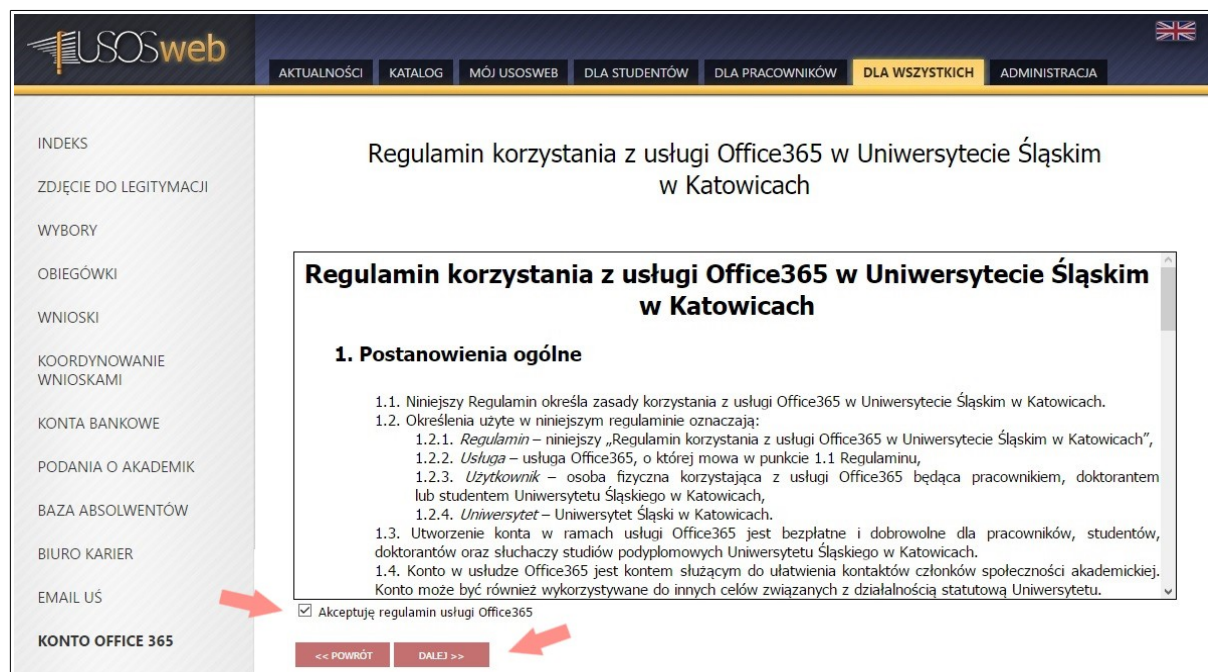 USOSweb
AKTUALNOŚCI KATALOG MÓJ USOSWEB DLA STUDENTÓW DLA PRACOWNIKÓW DLA WSZYSTKICH ADMINISTRACJA
INDEKS
ZDJĘCIE DO LEGITYMACJI
WYBORY
OBIEGÓWKI
WNIOSKI
KOORDYNOWANIE
WNIOSKAMI
KONTA BANKOWE
PODANIA O AKADEMIK
BAZA ABSOLWENTÓW
BIURO KARIER
EMAIL UŚ
KONTO OFFICE 365
Regulamin korzystania z usługi Office365 w Uniwersytecie Śląskim
w Katowicach
Regulamin korzystania z usługi Office365 w Uniwersytecie Śląskim
w Katowicach
1. Postanowienia ogólne
1.1. Niniejszy Regulamin określa zasady korzystania z usługi Office365 w Uniwersytecie Śląskim w Katowicach.
1.2. Określenia użyte w niniejszym regulaminie oznaczają:
1.2.1. Regulamin – niniejszy „Regulamin korzystania z usługi Office365 w Uniwersytecie Śląskim w Katowicach”,
1.2.2. Usługa – usługa Office365, o której mowa w punkcie 1.1 Regulaminu,
1.2.3. Użytkownik – osoba fizyczna korzystająca z usługi Office365 będąca pracownikiem, doktorantem
lub studentem Uniwersytetu Śląskiego w Katowicach,
1.2.4. Uniwersytet – Uniwersytet Śląski w Katowicach.
1.3. Utworzenie konta w ramach usługi Office365 jest bezpłatne i dobrowolne dla pracowników, studentów,
doktorantów oraz słuchaczy studiów podyplomowych Uniwersytetu Śląskiego w Katowicach.
1.4. Konto w usłudze Office365 jest kontem służącym do ułatwienia kontaktów członków społeczności akademickiej.
Konto może być również wykorzystywane do innych celów związanych z działalnością statutową Uniwersytetu.
Akceptuję regulamin usługi Office365
<< POWRÓT DALEJ >>